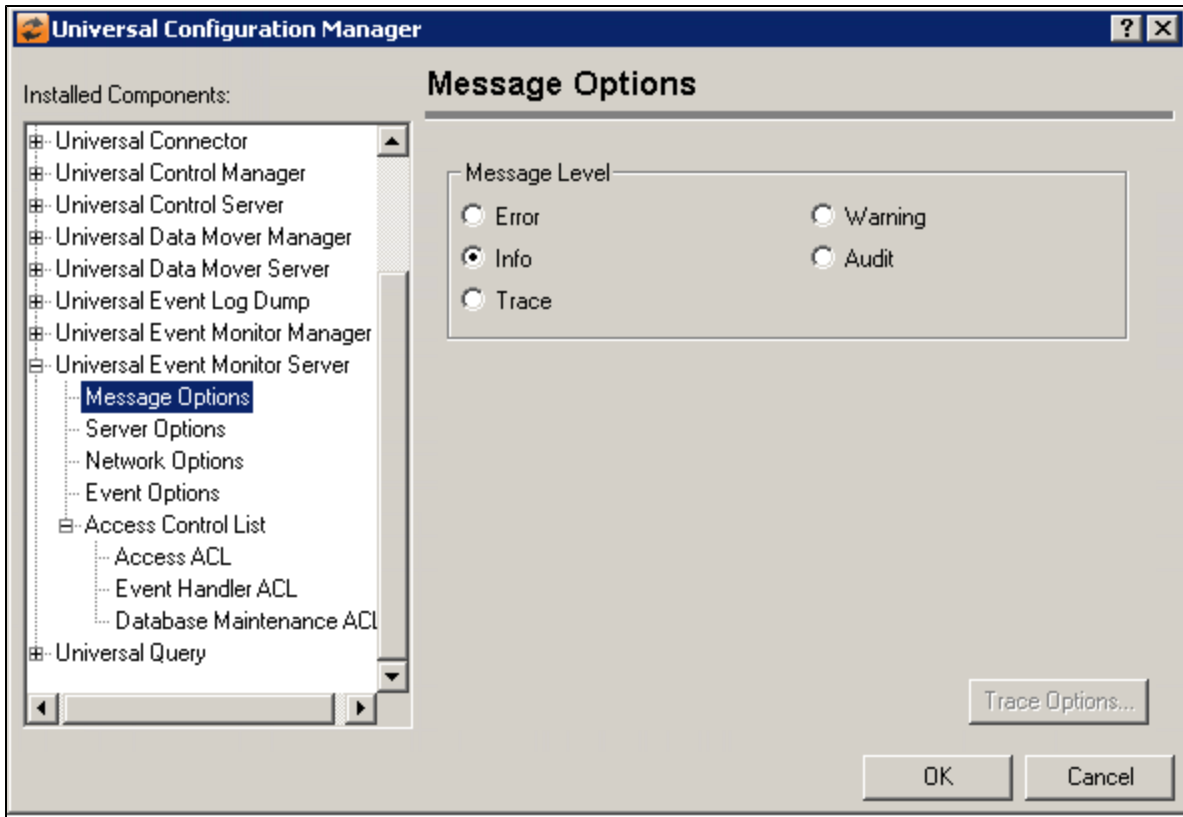 Universal Configuration Manager
Installed Components:
Universal Connector
Universal Control Manager
Universal Control Server
Universal Data Mover Manager
Universal Data Mover Server
Universal Event Log Dump
Universal Event Monitor Manager
Universal Event Monitor Server
Message Options
Server Options
Network Options
Event Options
Access Control List
Access ACL
Event Handler ACL
Database Maintenance ACL
Universal Query
Message Options
Message Level
Error
Warning
Info
Audit
Trace
Trace Options...
OK
Cancel